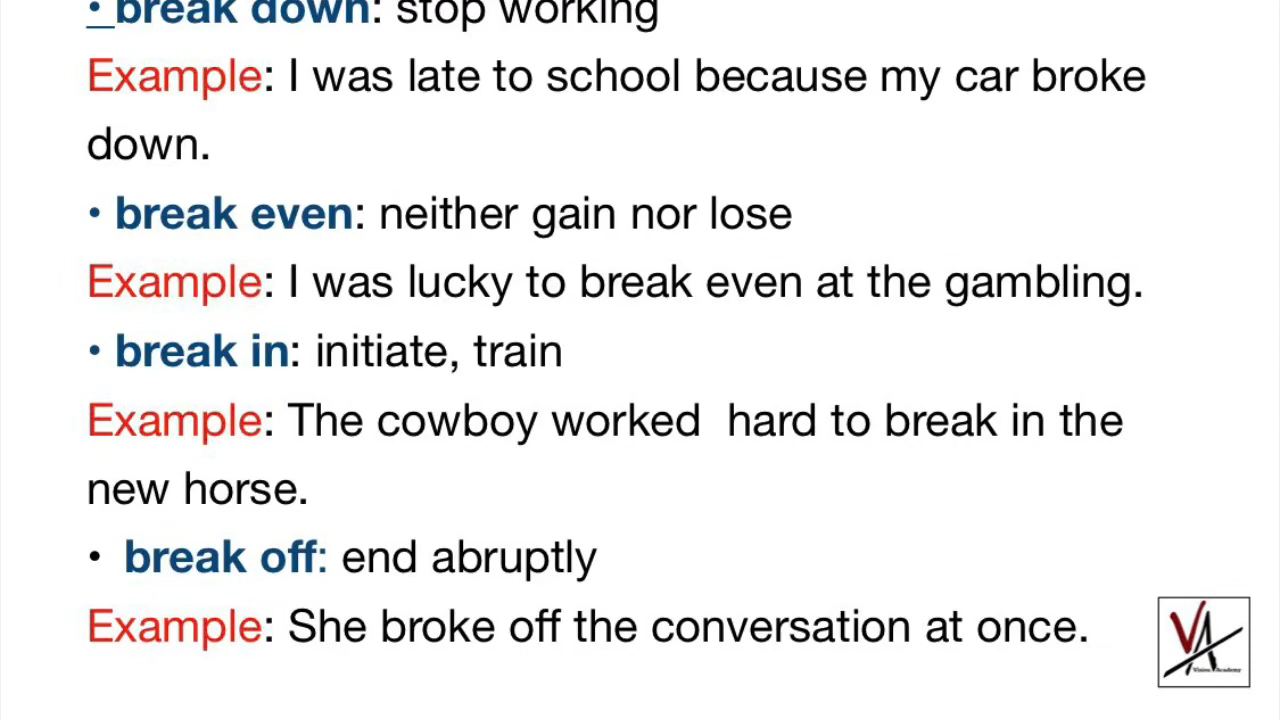 • break down: stop working
Example: I was late to school because my car broke
down.
• break even: neither gain nor lose
Example: I was lucky to break even at the gambling.
• break in: initiate, train
Example: The cowboy worked  hard to break in the
new horse.
• break off: end abruptly
Example: She broke off the conversation at once.
VA
Vision Academy